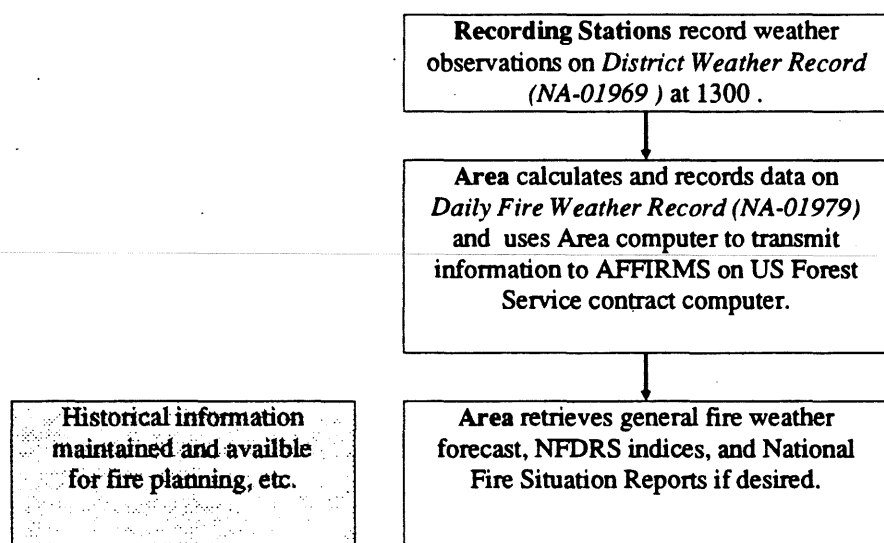 Recording Stations record weather
observations on District Weather Record
(NA-01969 ) at 1300 .
Area calculates and records data on
Daily Fire Weather Record (NA-01979)
and uses Area computer to transmit
information to AFFIRMS on US Forest
Service contract computer.
Historical information
maintained and availble
for fire planning, etc.
Area retrieves general fire weather
forecast, NFDRS indices, and National
Fire Situation Reports if desired.